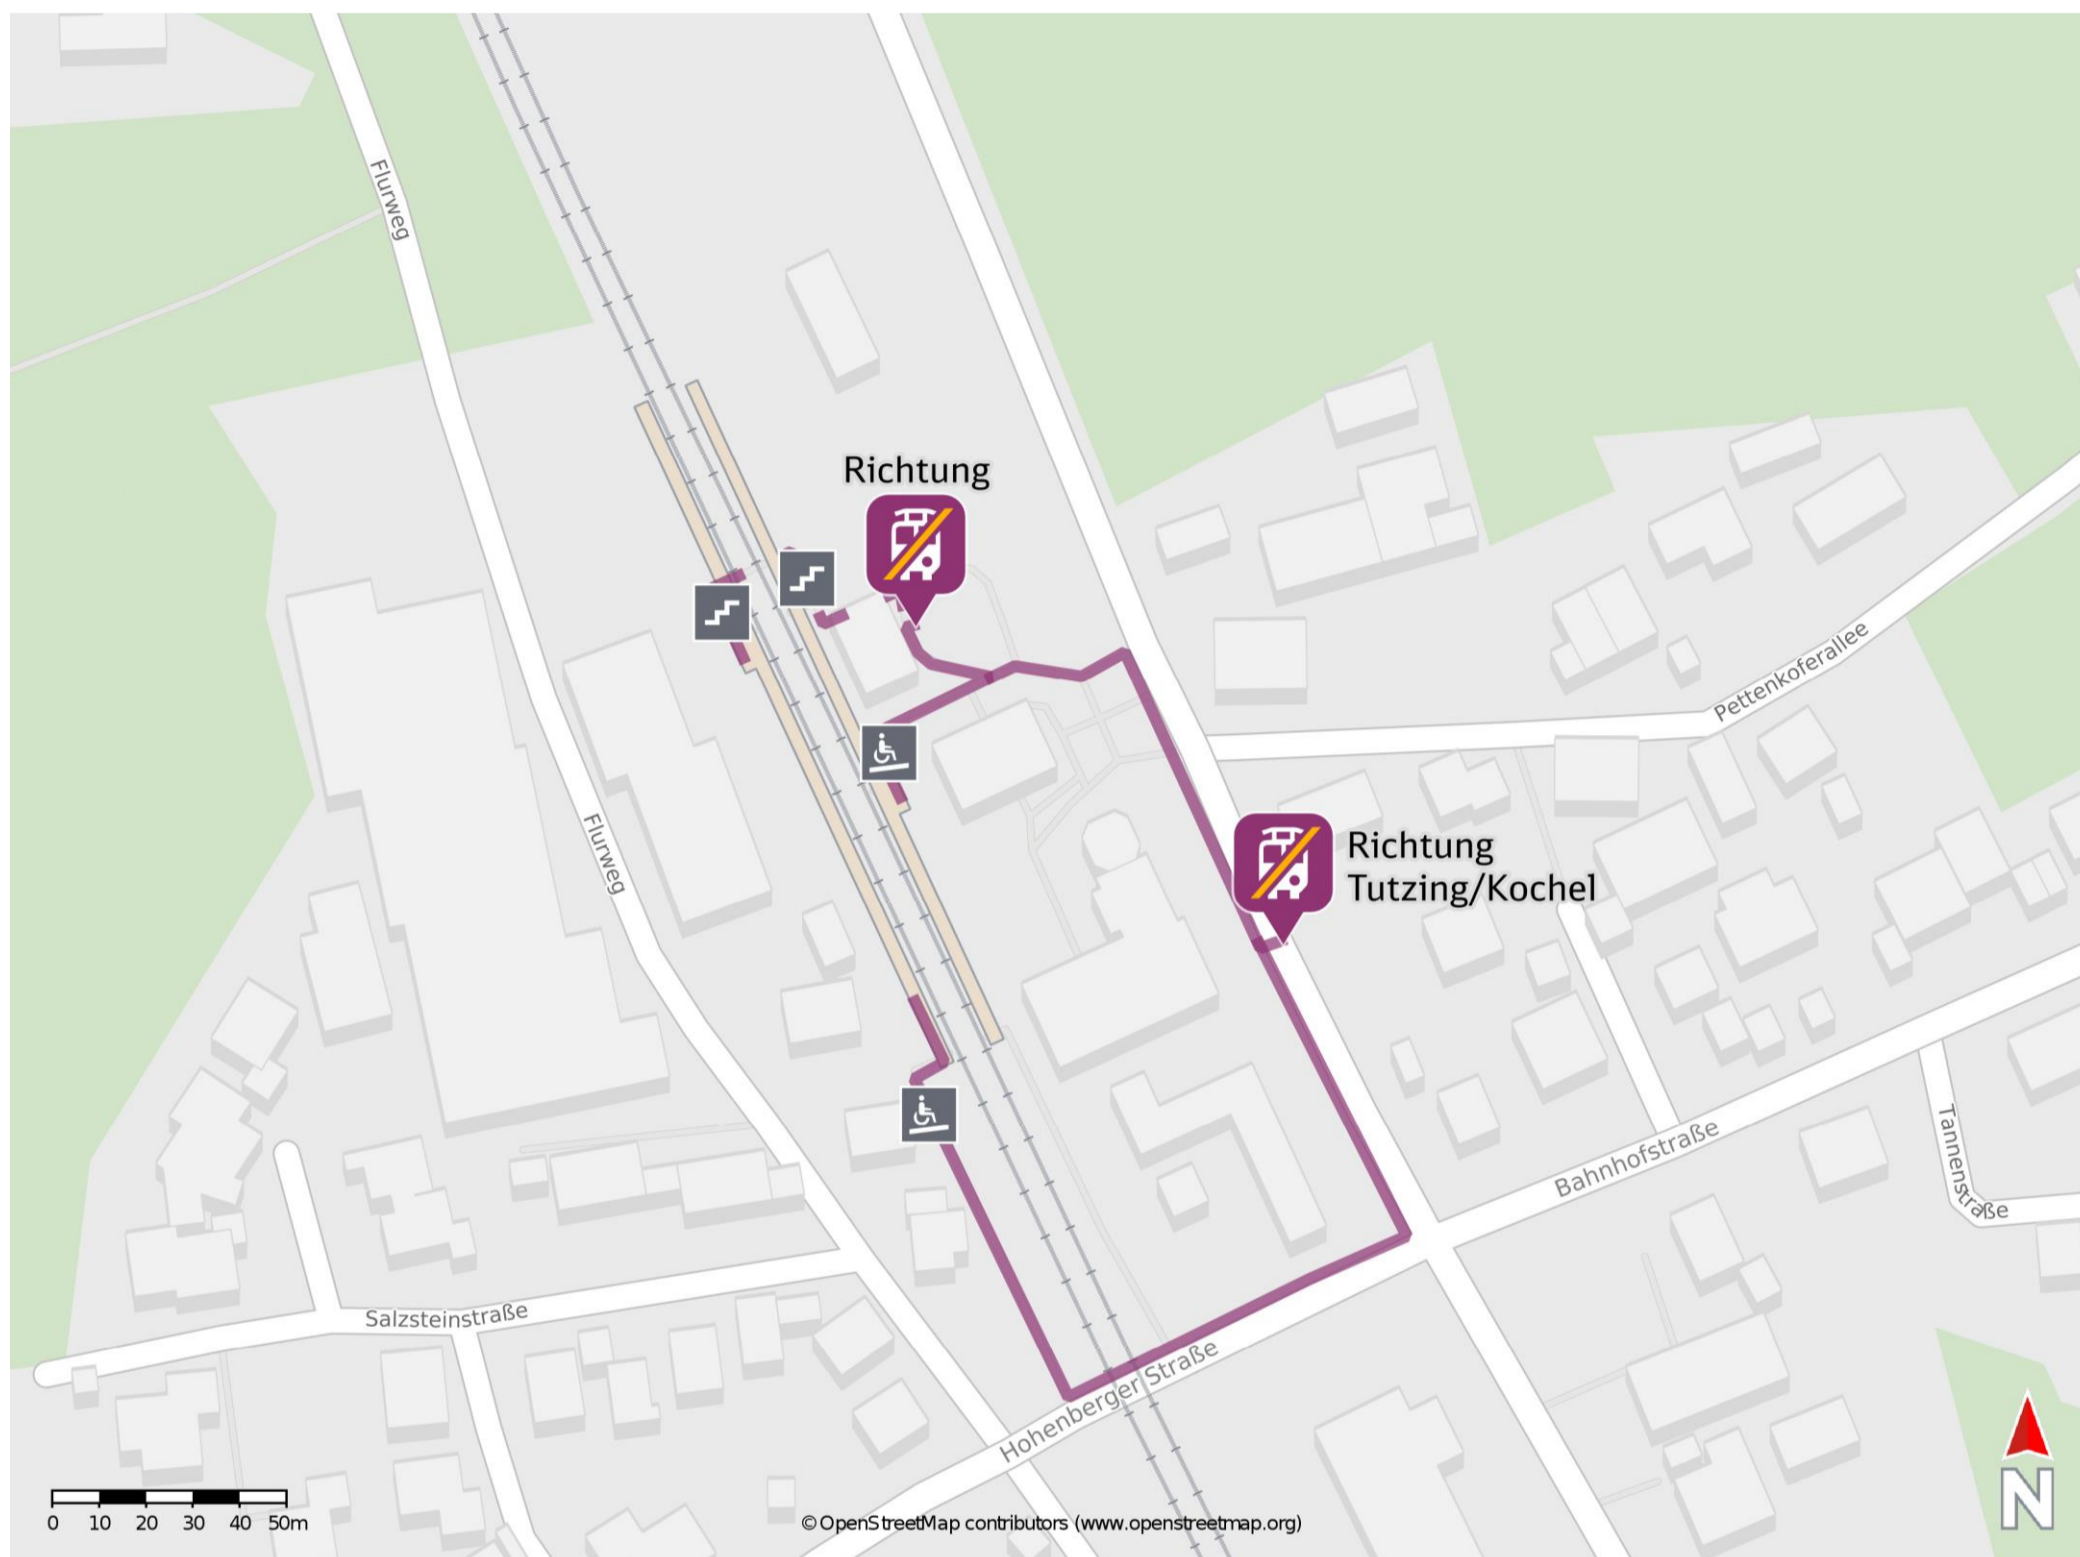 Flurweg
Richtung
Pettenkoferallee
Flurweg
Richtung
Tutzing/Kochel
Bahnhofstraße
Tannenstraße
Salzsteinstraße
Hohenberger Straße
0 10 20 30 40 50m
© OpenStreetMap contributors (www.openstreetmap.org)
N